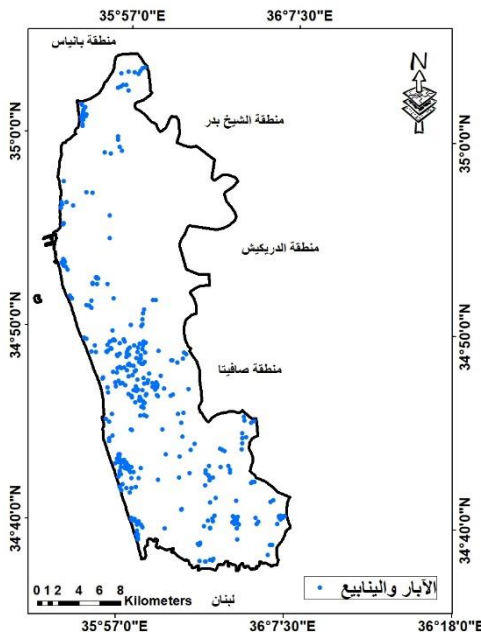 35°57'0"E 36°7'30"E
منطقة بانياس
N
35°0'0"N 35°0'0"N
منطقة الشيخ بدر
منطقة الدريكيش
34°50'0"N 34°50'0"N
منطقة صافيتا
34°40'0"N 34°40'0"N
0 1 2 4 6 8
Kilometers
الآبار والينابيع
لبنان
35°57'0"E 36°7'30"E 36°18'0"E